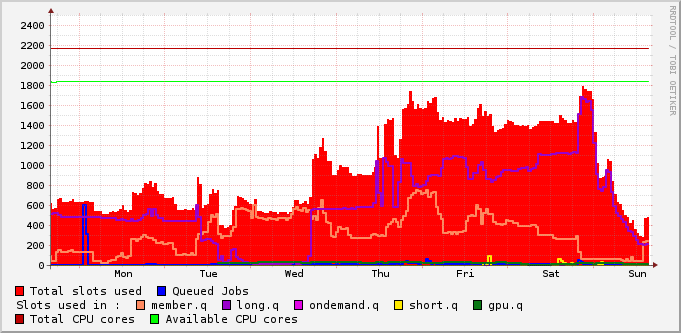 RRDTOOL / TOBI OETIKER
2400
2200
2000
1800
1600
1400
1200
1000
800
600
400
200
0
Mon Tue Wed Thu Fri Sat Sun
Total slots used Queued Jobs
Slots used in : member.q long.q ondemand.q short.q gpu.q
Total CPU cores Available CPU cores